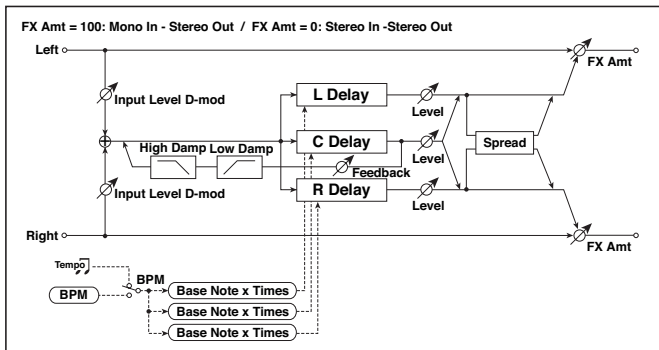 FX Amt = 100: Mono In - Stereo Out / FX Amt = 0: Stereo In -Stereo Out
Left
FX Amt
Input Level D-mod
L Delay
Level
High Damp
Low Damp
C Delay
Level
Spread
Feedback
Input Level D-mod
R Delay
Level
Right
FX Amt
Tempo
BPM
BPM
Base Note x Times
Base Note x Times
Base Note x Times